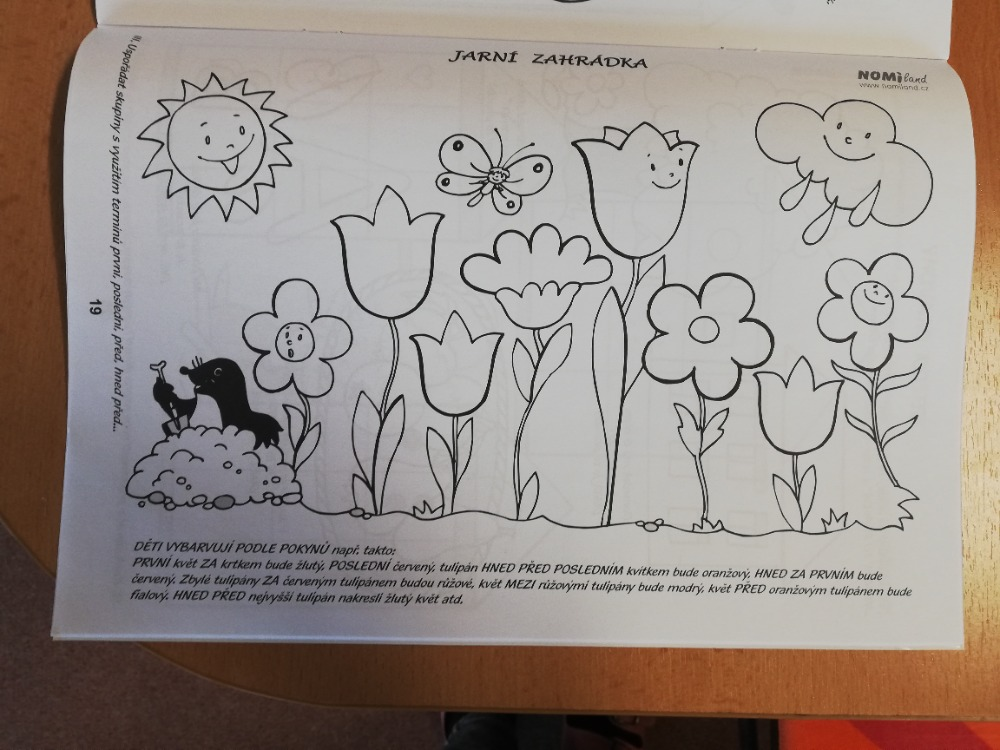 JARNÍ ZAHRÁDKA
NOMiland
www.nomiland.cz
III. Uspořádat skupiny s využitím termínů první, poslední, před, hned před...
19
DĚTI VYBARVUJÍ PODLE POKYNŮ např. takto:
PRVNÍ květ ZA krtkem bude žlutý, POSLEDNÍ červený, tulipán HNED PŘED POSLEDNÍM kvítkem bude oranžový, HNED ZA PRVNÍM bude
červený. Zbylé tulipány ZA červeným tulipánem budou růžové, květ MEZI růžovými tulipány bude modrý, květ PŘED oranžovým tulipánem bude
fialový. HNED PŘED nejvyšší tulipán nakreslí žlutý květ atd.